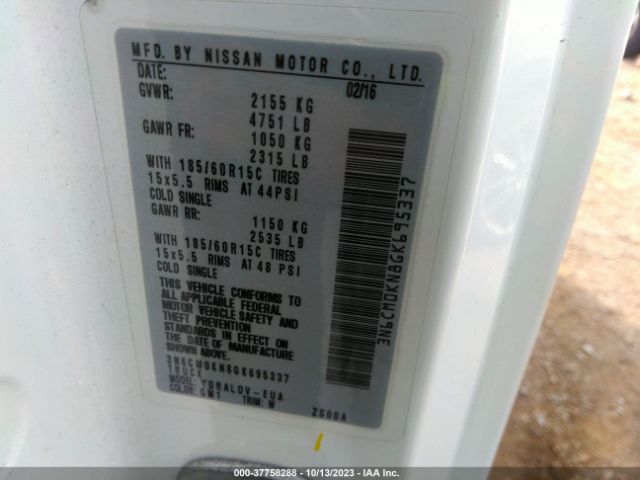 MFD. BY NISSAN MOTOR CO., LTD.
DATE: 02/16
GVWR: 2155 KG
4751 LB
GAWR FR: 1050 KG
2315 LB
WITH 185/60R15C TIRES
15x5.5 RIMS AT 44PSI
COLD SINGLE
GAWR RR: 1150 KG
2535 LB
WITH 185/60R15C TIRES
15x5.5 RIMS AT 48 PSI
COLD SINGLE
THIS VEHICLE CONFORMS TO
ALL APPLICABLE FEDERAL
MOTOR VEHICLE SAFETY AND
THEFT PREVENTION
STANDARDS IN EFFECT ON
THE DATE OF MANUFACTURE
SHOWN ABOVE.
3N6CM0KN8GK695337
TRUCK
MODEL: YDRALDV-EUA
COLOR: QM1 TRIM: W
ZG00A
3N6CM0KN8GK695337
000-37758288 - 10/13/2023 - IAA Inc.